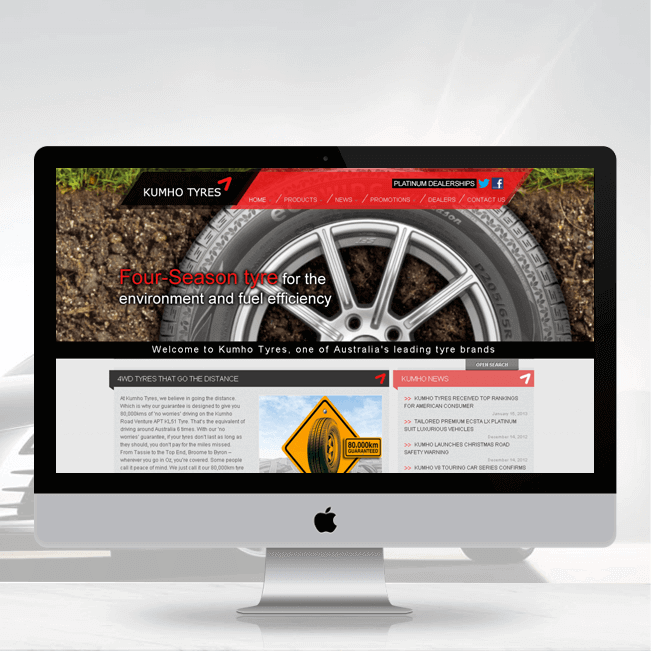 KUMHO TYRES
PLATINUM DEALERSHIPS
HOME / PRODUCTS / NEWS / PROMOTIONS / DEALERS / CONTACT US
P205/65R
Four-Season tyre for the
environment and fuel efficiency
Welcome to Kumho Tyres, one of Australia's leading tyre brands
OPEN SEARCH
4WD TYRES THAT GO THE DISTANCE
At Kumho Tyres, we believe in going the distance.
Which is why our guarantee is designed to give you
80,000kms of 'no worries' driving on the Kumho
Road Venture APT KL51 Tyre. That's the equivalent of
driving around Australia 6 times. With our 'no
worries' guarantee, if your tyres don't last as long as
they should, you don't pay for the miles missed.
From Tassie to the Top End, Broome to Byron –
wherever you go in Oz, you're covered. Some people
call it peace of mind. We just call it our 80,000km tyre
80.000km
GUARANTEED
KUMHO NEWS
>> KUMHO TYRES RECEIVED TOP RANKINGS
FOR AMERICAN CONSUMER
>> TAILORED PREMIUM ECSTA LX PLATINUM
SUIT LUXURIOUS VEHICLES
December 14, 2012
>> KUMHO LAUNCHES CHRISTMAS ROAD
SAFETY WARNING
December 14, 2012
>> KUMHO V8 TOURING CAR SERIES CONFIRMS